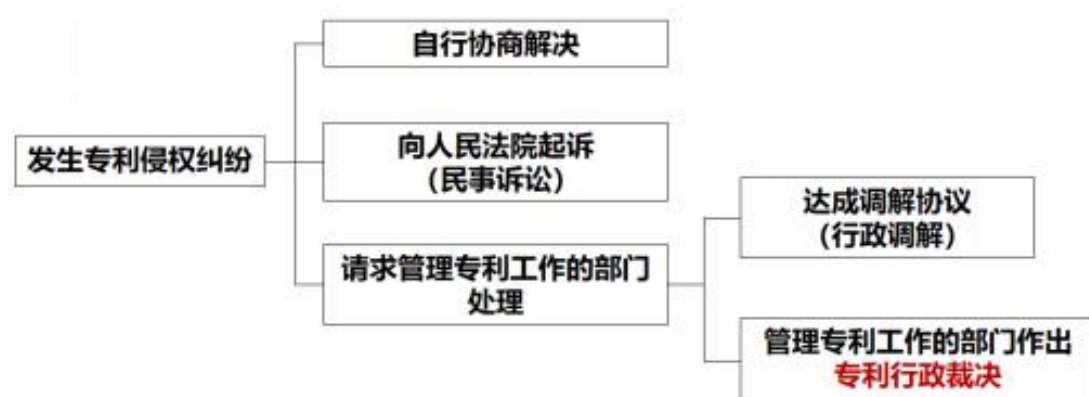 自行协商解决
发生专利侵权纠纷
向人民法院起诉
（民事诉讼）
请求管理专利工作的部门
处理
达成调解协议
（行政调解）
管理专利工作的部门作出
专利行政裁决